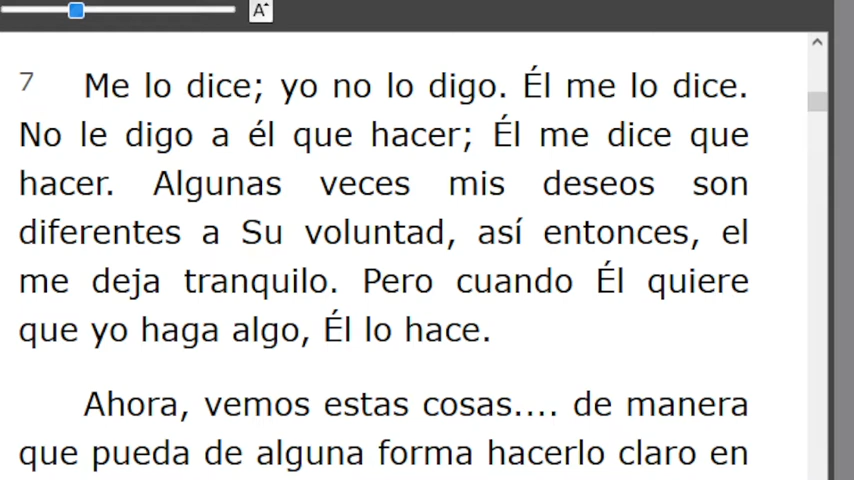 A
7 Me lo dice; yo no lo digo. Él me lo dice.
No le digo a él que hacer; Él me dice que
hacer. Algunas veces mis deseos son
diferentes a Su voluntad, así entonces, el
me deja tranquilo. Pero cuando Él quiere
que yo haga algo, Él lo hace.
Ahora, vemos estas cosas.... de manera
que pueda de alguna forma hacerlo claro en